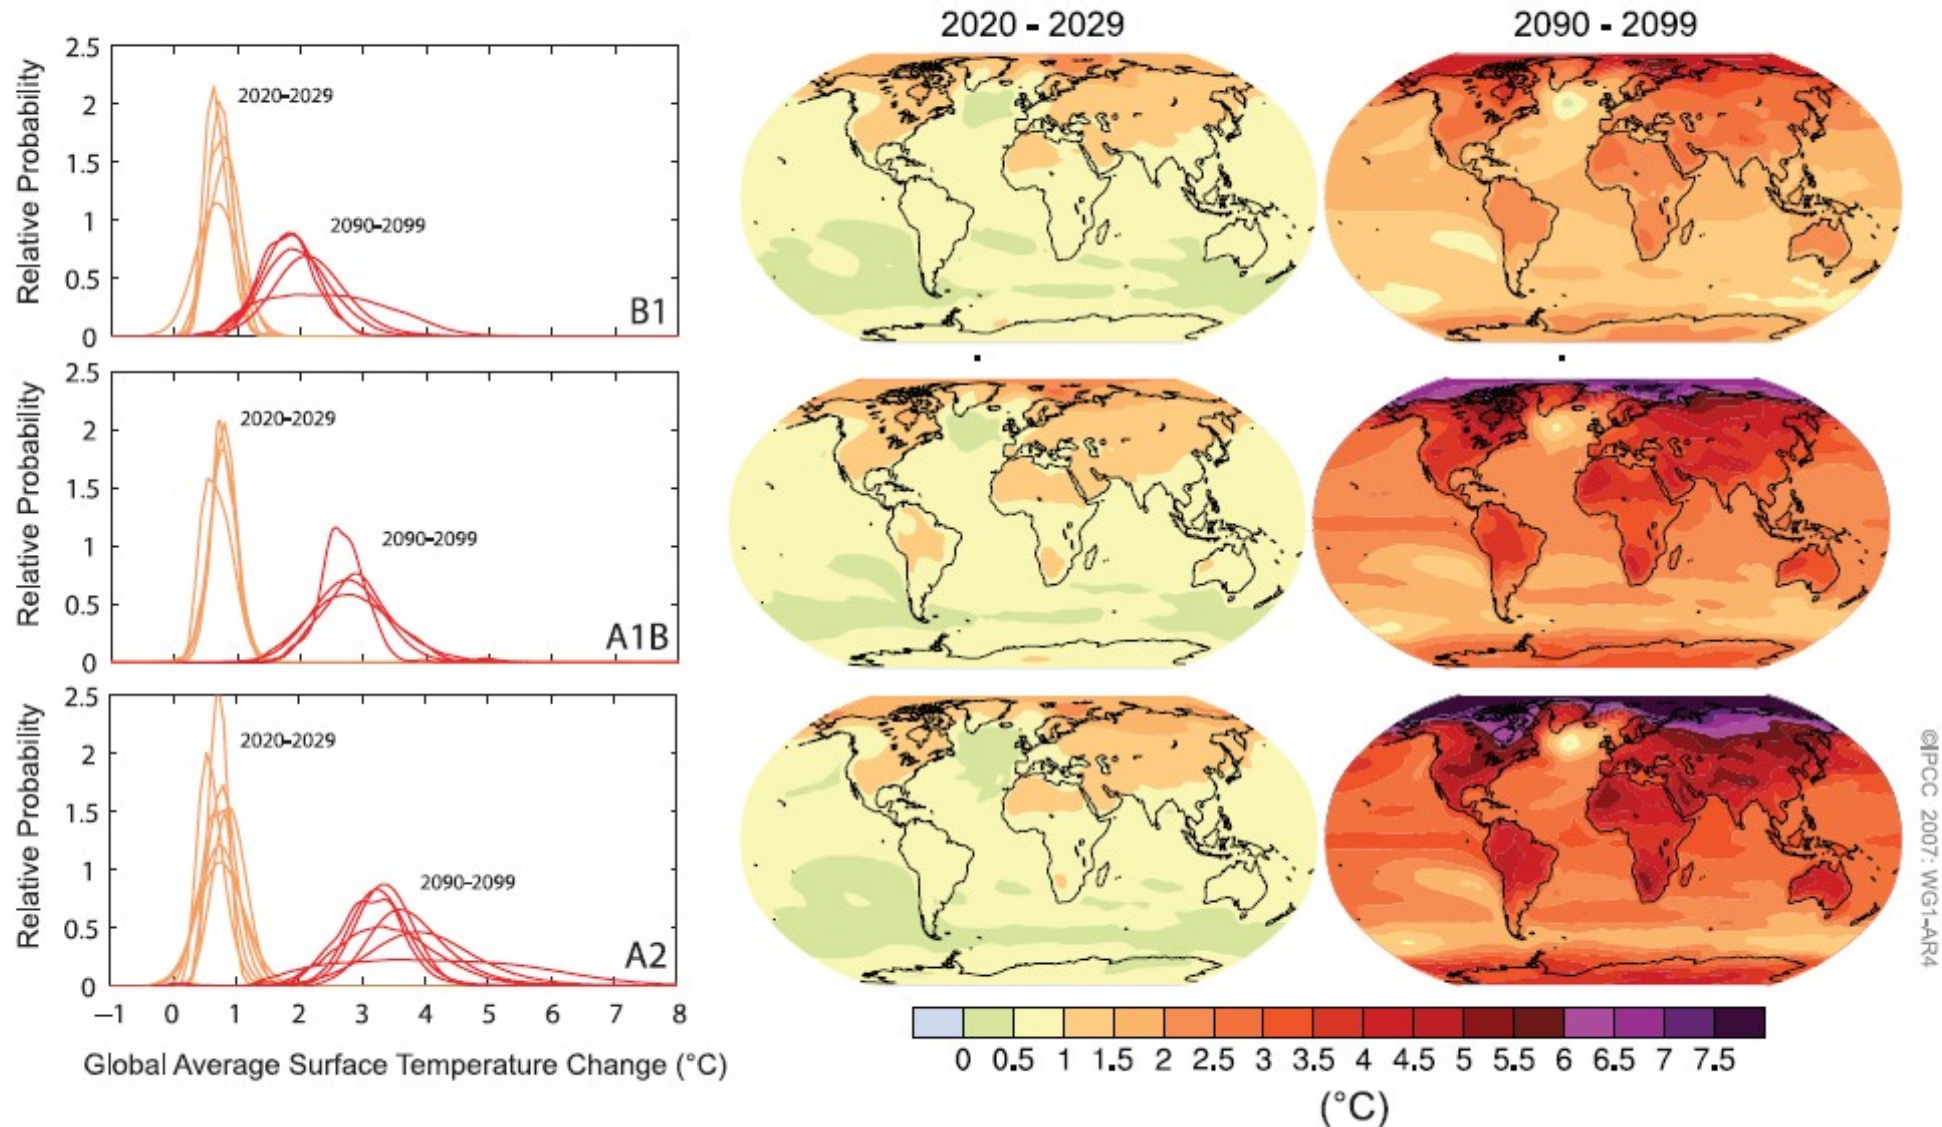 2020 - 2029 2090 - 2099
2.5
2
1.5
1
0.5
0
Relative Probability
2020-2029
2090-2099
B1
2.5
2
1.5
1
0.5
0
Relative Probability
2020-2029
2090-2099
A1B
2.5
2
1.5
1
0.5
0
Relative Probability
2020-2029
2090-2099
A2
−1 0 1 2 3 4 5 6 7 8
Global Average Surface Temperature Change (°C)
0 0.5 1 1.5 2 2.5 3 3.5 4 4.5 5 5.5 6 6.5 7 7.5
(°C)
©IPCC 2007: WG1-AR4